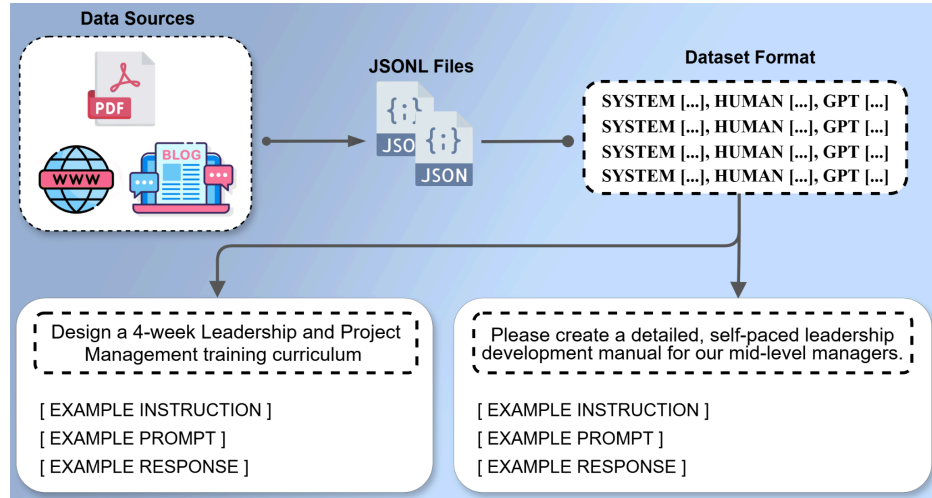 Data Sources
PDF
WWW
BLOG
JSONL Files
{;}
JSO
{;}
JSON
Dataset Format
SYSTEM [...], HUMAN [...], GPT [...]
SYSTEM [...], HUMAN [...], GPT [...]
SYSTEM [...], HUMAN [...], GPT [...]
SYSTEM [...], HUMAN [...], GPT [...]
Design a 4-week Leadership and Project
Management training curriculum
[ EXAMPLE INSTRUCTION ]
[ EXAMPLE PROMPT ]
[ EXAMPLE RESPONSE ]
Please create a detailed, self-paced leadership
development manual for our mid-level managers.
[ EXAMPLE INSTRUCTION ]
[ EXAMPLE PROMPT ]
[ EXAMPLE RESPONSE ]